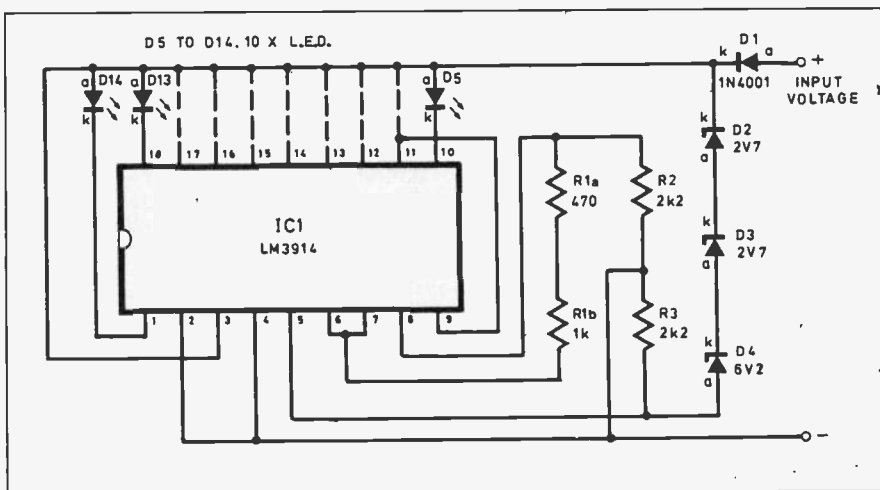 D5 TO D14. 10 X L.E.D.
D1
k a +
1N4001
INPUT
VOLTAGE
a D14 a D13 a D5
k k k
18 17 16 15 14 13 12 11 10
k D2
a 2V7
R1a
470
R2
2k2
IC1
LM3914
k D3
a 2V7
R1b
1k
R3
2k2
1 2 3 4 5 6 7 8 9
k D4
a 6V2
-